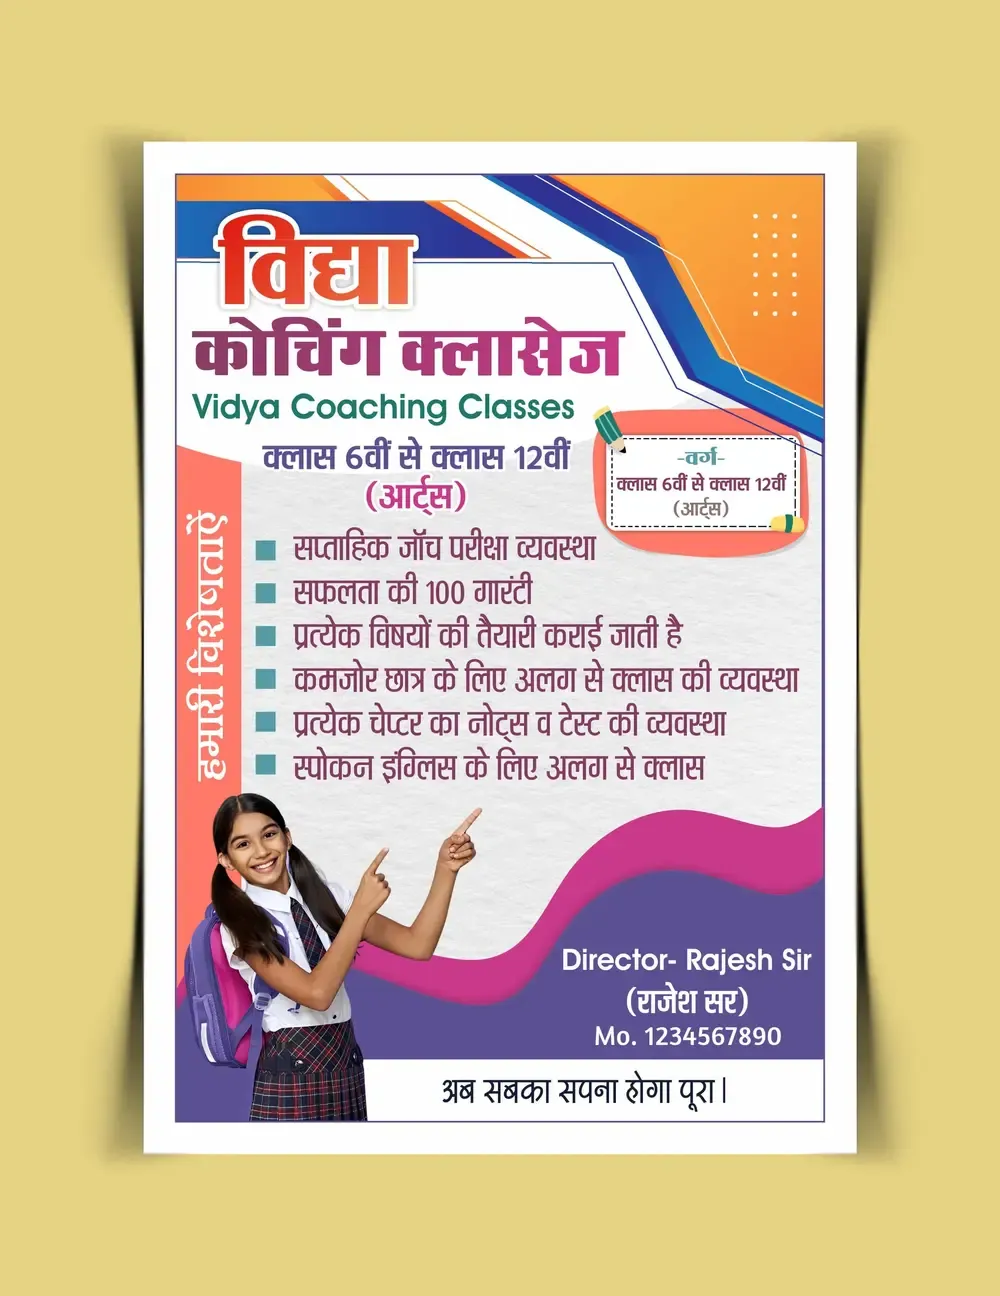 विद्या
कोचिंग क्लासेज
Vidya Coaching Classes
क्लास 6वीं से क्लास 12वीं
(आर्ट्स)
-वर्ग-
क्लास 6वीं से क्लास 12वीं
(आर्ट्स)
हमारी विशेषताऐं
सप्ताहिक जॉच परीक्षा व्यवस्था
सफलता की 100 गारंटी
प्रत्येक विषयों की तैयारी कराई जाती है
कमजोर छात्र के लिए अलग से क्लास की व्यवस्था
प्रत्येक चेप्टर का नोट्स व टेस्ट की व्यवस्था
स्पोकन इंग्लिस के लिए अलग से क्लास
Director- Rajesh Sir
(राजेश सर)
Mo. 1234567890
अब सबका सपना होगा पूरा।